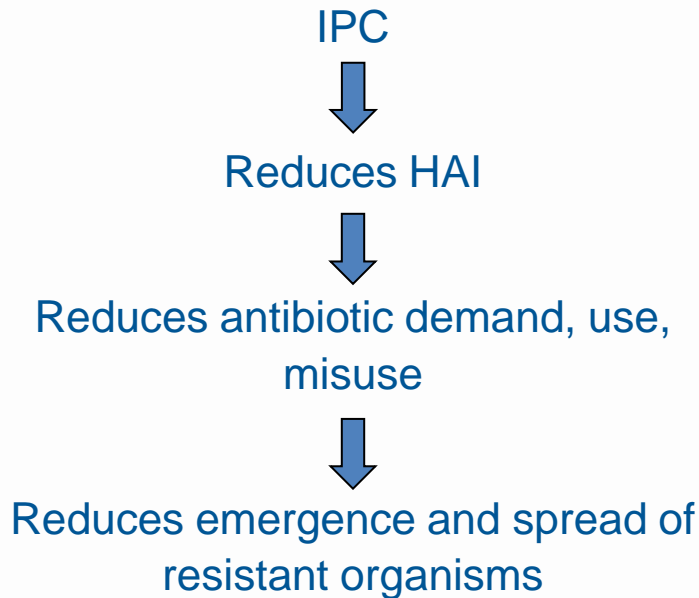 IPC
Reduces HAI
Reduces antibiotic demand, use,
misuse
Reduces emergence and spread of
resistant organisms